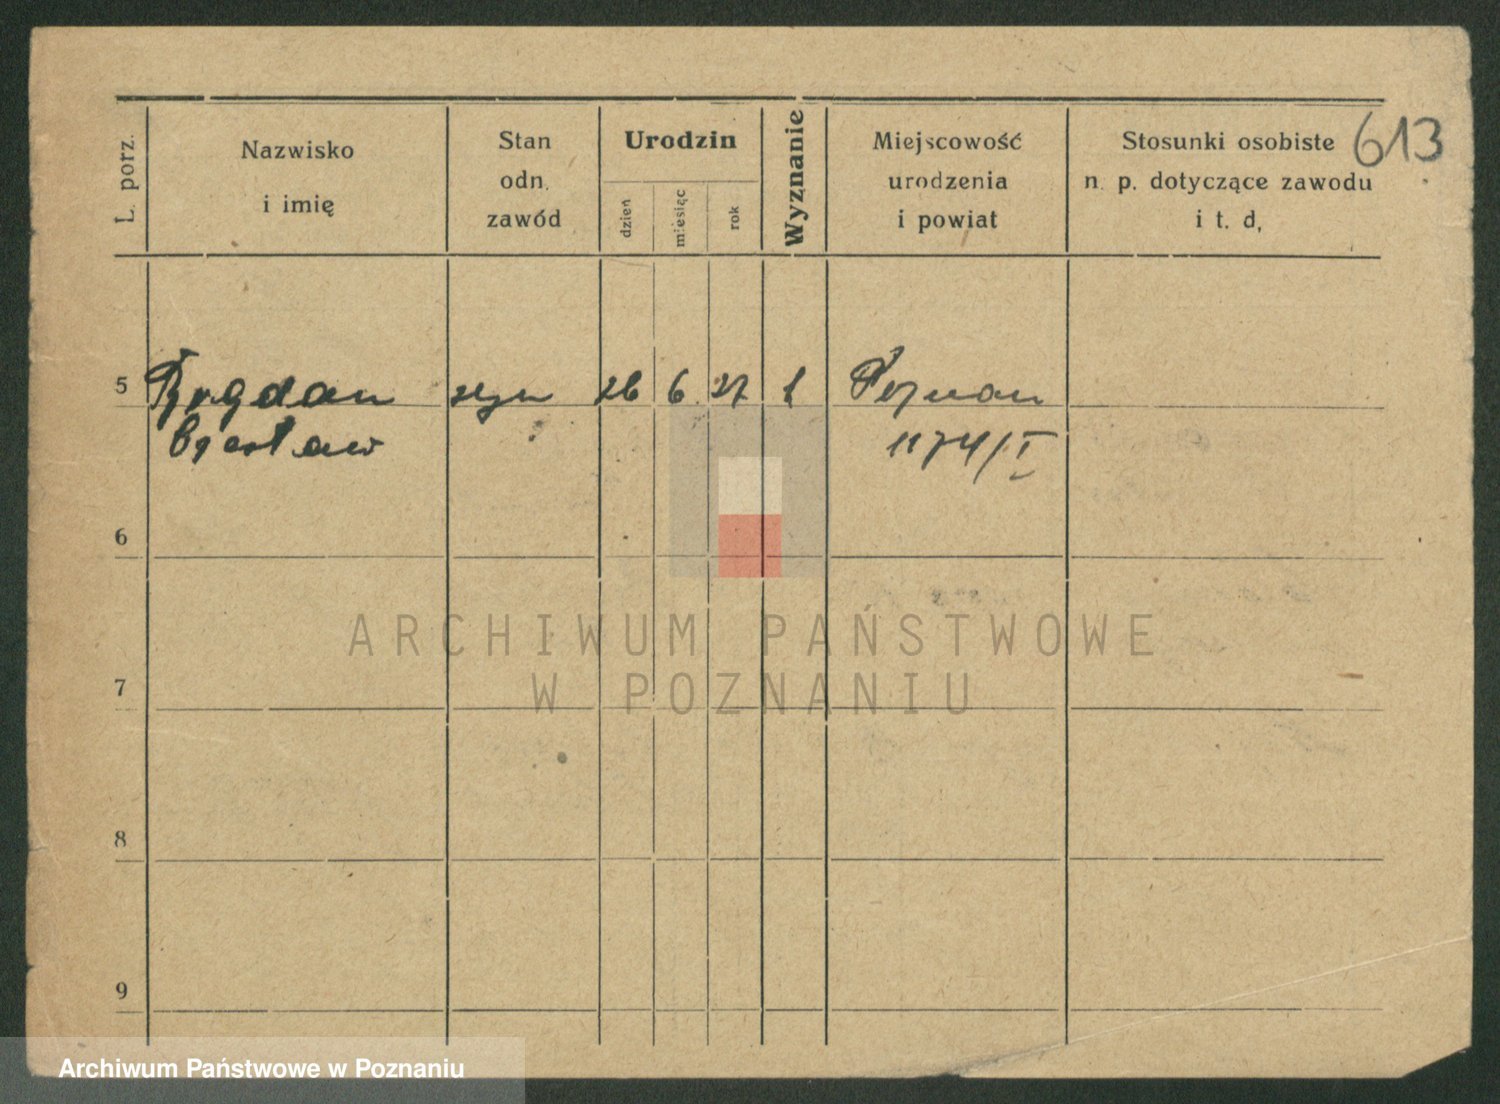 613
L. porz.
Nazwisko
i imię
Stan
odn.
zawód
Urodzin
dzień
miesiąc
rok
Wyznanie
Miejscowość
urodzenia
i powiat
Stosunki osobiste
n. p. dotyczące zawodu
i t. d.
5 Bogdan syn 26 6 27 Poznan
1174/I
6
7
8
9
ARCHIWUM PAŃSTWOWE
W POZNANIU
Archiwum Państwowe w Poznaniu